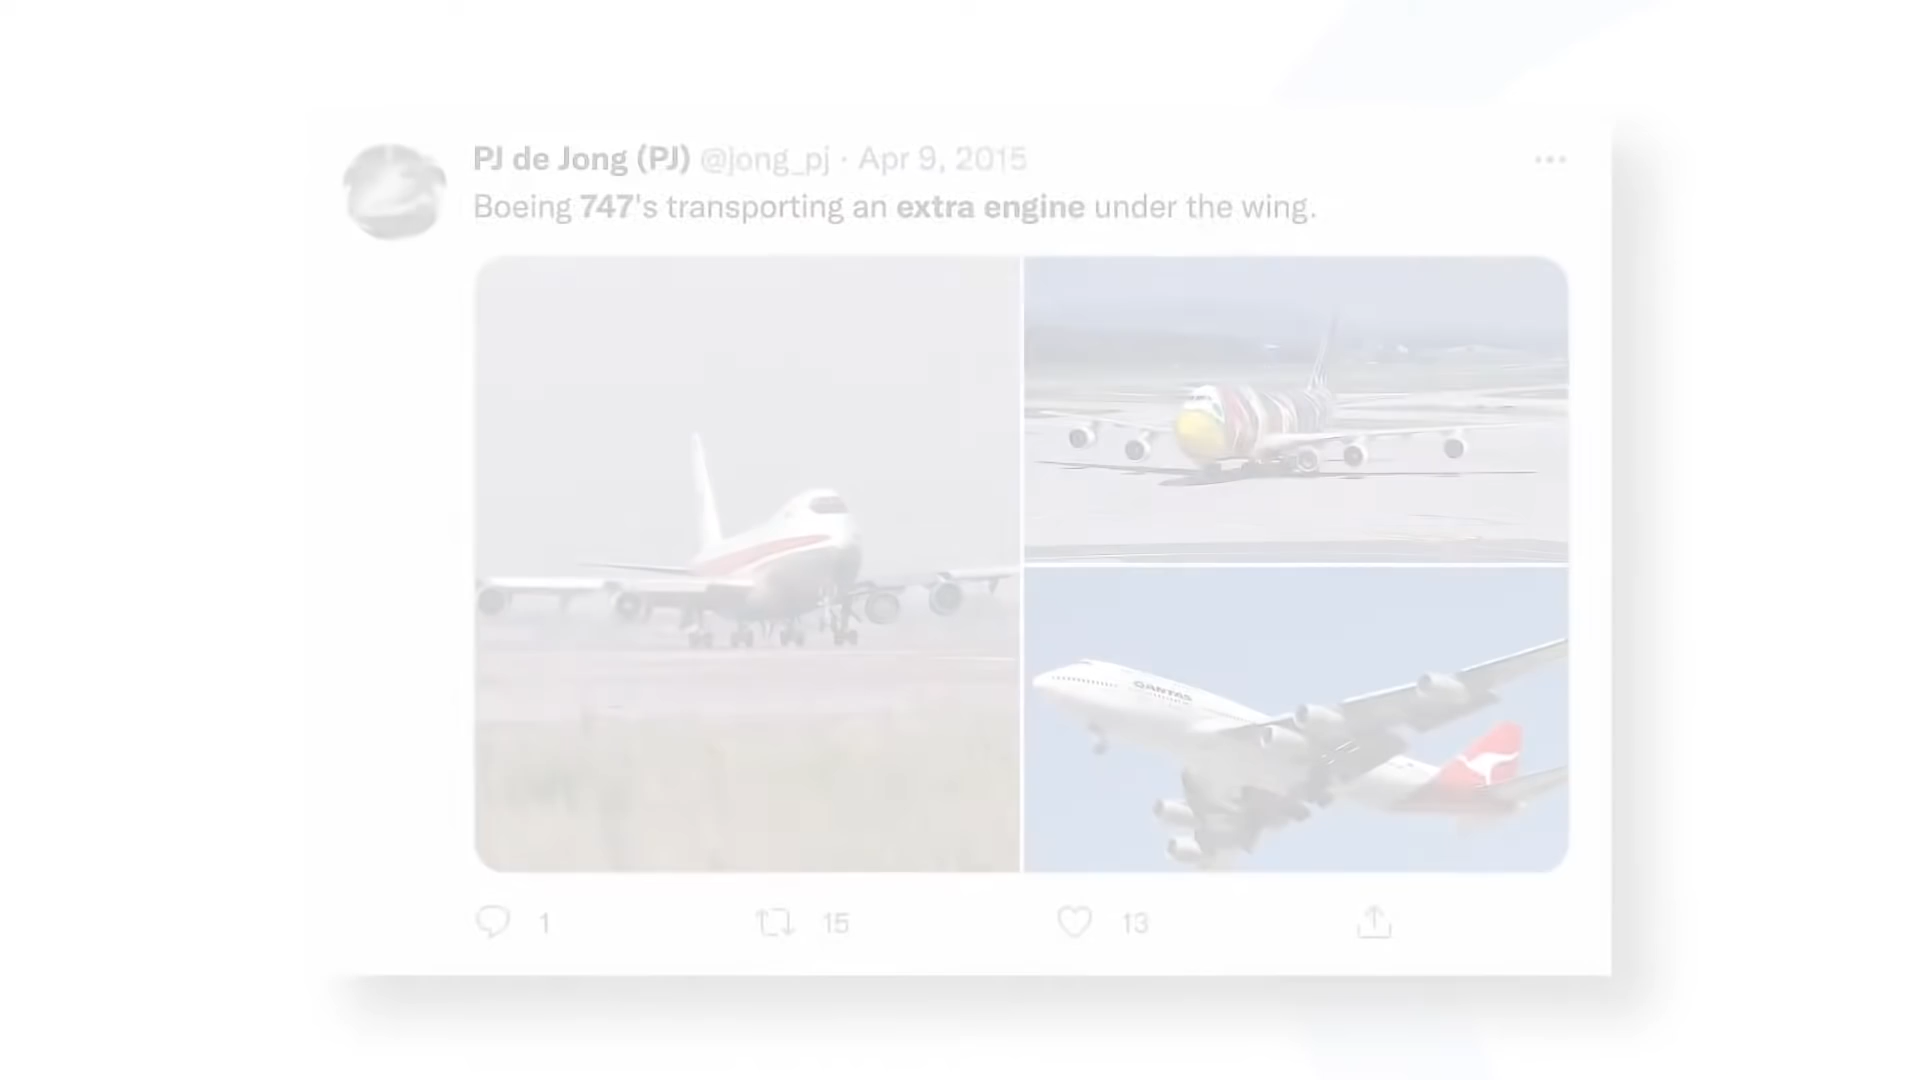 PJ de Jong (PJ) @jong_pj · Apr 9, 2015
Boeing 747's transporting an extra engine under the wing.
QANTAS
1 15 13